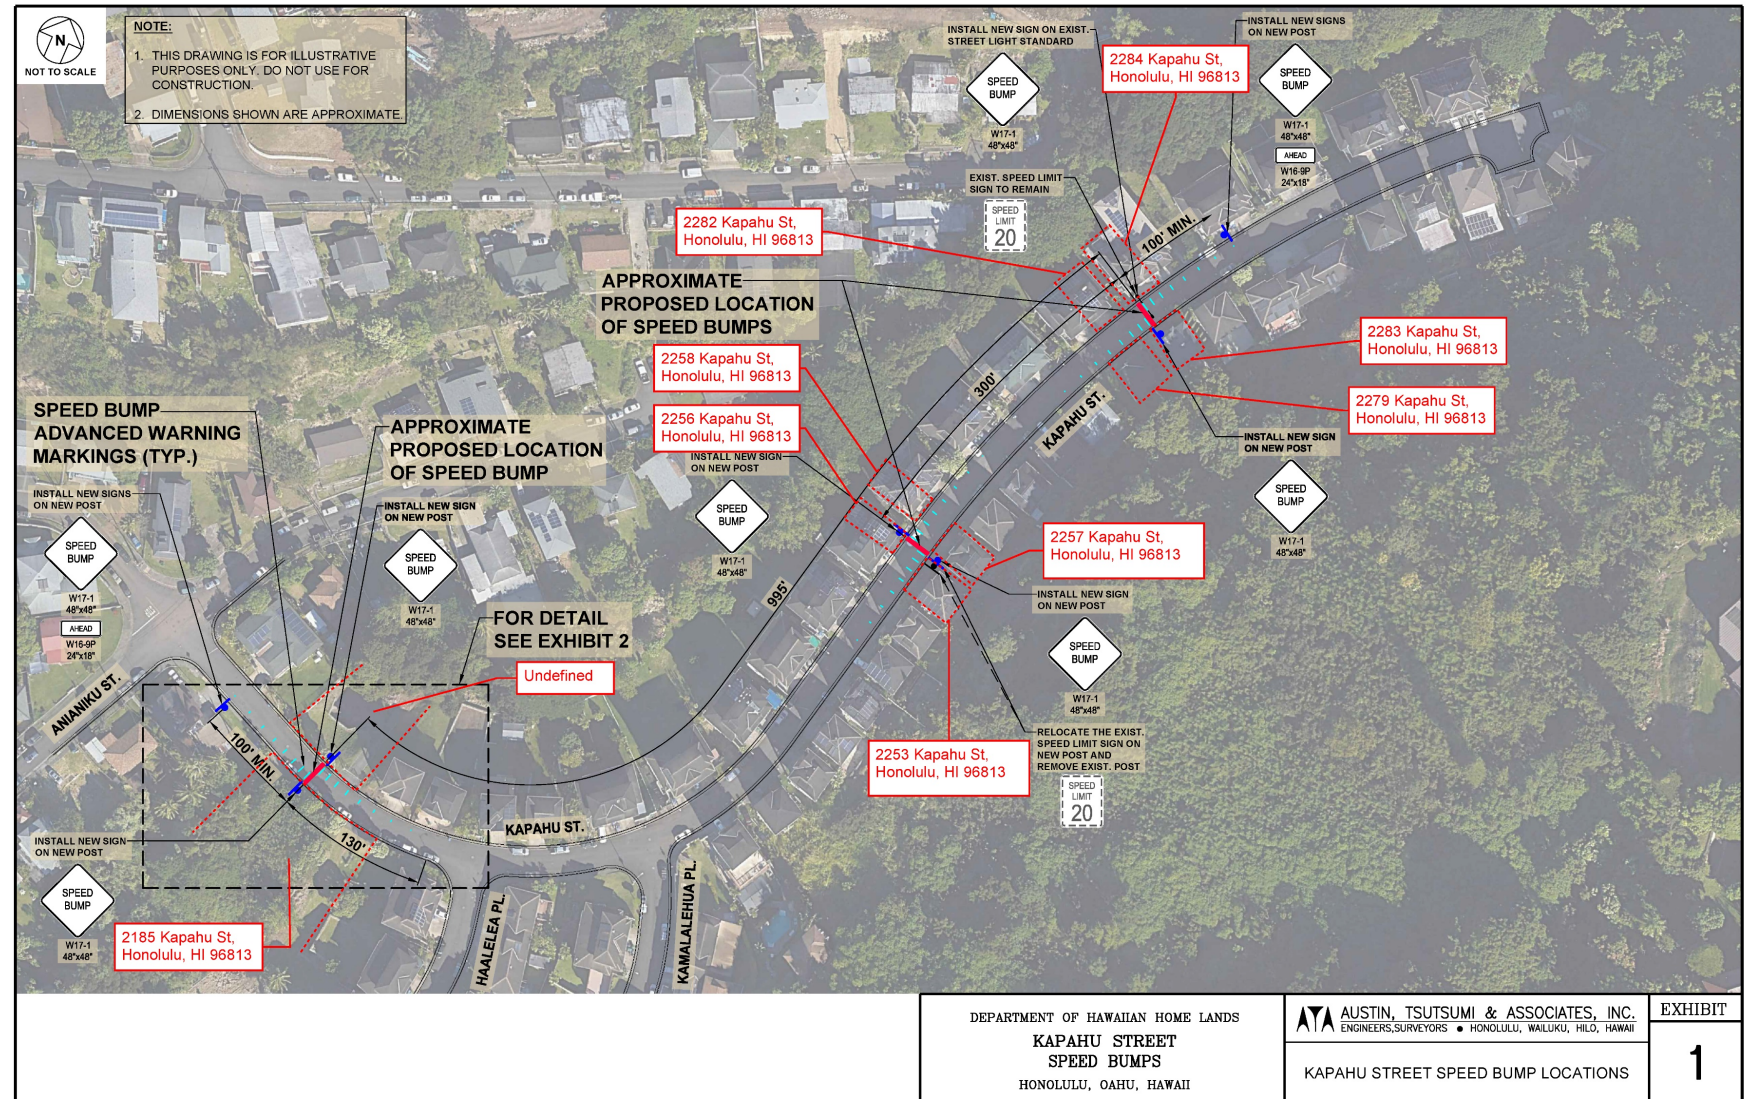 N
NOT TO SCALE
NOTE:
1. THIS DRAWING IS FOR ILLUSTRATIVE
PURPOSES ONLY. DO NOT USE FOR
CONSTRUCTION.
2. DIMENSIONS SHOWN ARE APPROXIMATE.
INSTALL NEW SIGN ON EXIST.
STREET LIGHT STANDARD
SPEED
BUMP
W17-1
48"x48"
2284 Kapahu St,
Honolulu, HI 96813
INSTALL NEW SIGNS
ON NEW POST
SPEED
BUMP
W17-1
48"x48"
AHEAD
W16-9P
24"x18"
EXIST. SPEED LIMIT
SIGN TO REMAIN
SPEED
LIMIT
20
100' MIN.
2282 Kapahu St,
Honolulu, HI 96813
APPROXIMATE
PROPOSED LOCATION
OF SPEED BUMPS
2258 Kapahu St,
Honolulu, HI 96813
2256 Kapahu St,
Honolulu, HI 96813
INSTALL NEW SIGN
ON NEW POST
SPEED
BUMP
W17-1
48"x48"
300'
KAPAHU ST.
2283 Kapahu St,
Honolulu, HI 96813
2279 Kapahu St,
Honolulu, HI 96813
INSTALL NEW SIGN
ON NEW POST
SPEED
BUMP
W17-1
48"x48"
SPEED BUMP
ADVANCED WARNING
MARKINGS (TYP.)
APPROXIMATE
PROPOSED LOCATION
OF SPEED BUMP
INSTALL NEW SIGNS
ON NEW POST
SPEED
BUMP
W17-1
48"x48"
AHEAD
W16-9P
24"x18"
INSTALL NEW SIGN
ON NEW POST
SPEED
BUMP
W17-1
48"x48"
FOR DETAIL
SEE EXHIBIT 2
Undefined
995'
2257 Kapahu St,
Honolulu, HI 96813
INSTALL NEW SIGN
ON NEW POST
SPEED
BUMP
W17-1
48"x48"
RELOCATE THE EXIST.
SPEED LIMIT SIGN ON
NEW POST AND
REMOVE EXIST. POST
SPEED
LIMIT
20
2253 Kapahu St,
Honolulu, HI 96813
ANIANIKU ST.
100' MIN.
130'
KAPAHU ST.
INSTALL NEW SIGN
ON NEW POST
SPEED
BUMP
W17-1
48"x48"
2185 Kapahu St,
Honolulu, HI 96813
HAALELEA PL.
KAMALALEHUA PL.
DEPARTMENT OF HAWAIIAN HOME LANDS
KAPAHU STREET
SPEED BUMPS
HONOLULU, OAHU, HAWAII
ATA AUSTIN, TSUTSUMI & ASSOCIATES, INC.
ENGINEERS,SURVEYORS ● HONOLULU, WAILUKU, HILO, HAWAII
KAPAHU STREET SPEED BUMP LOCATIONS
EXHIBIT
1